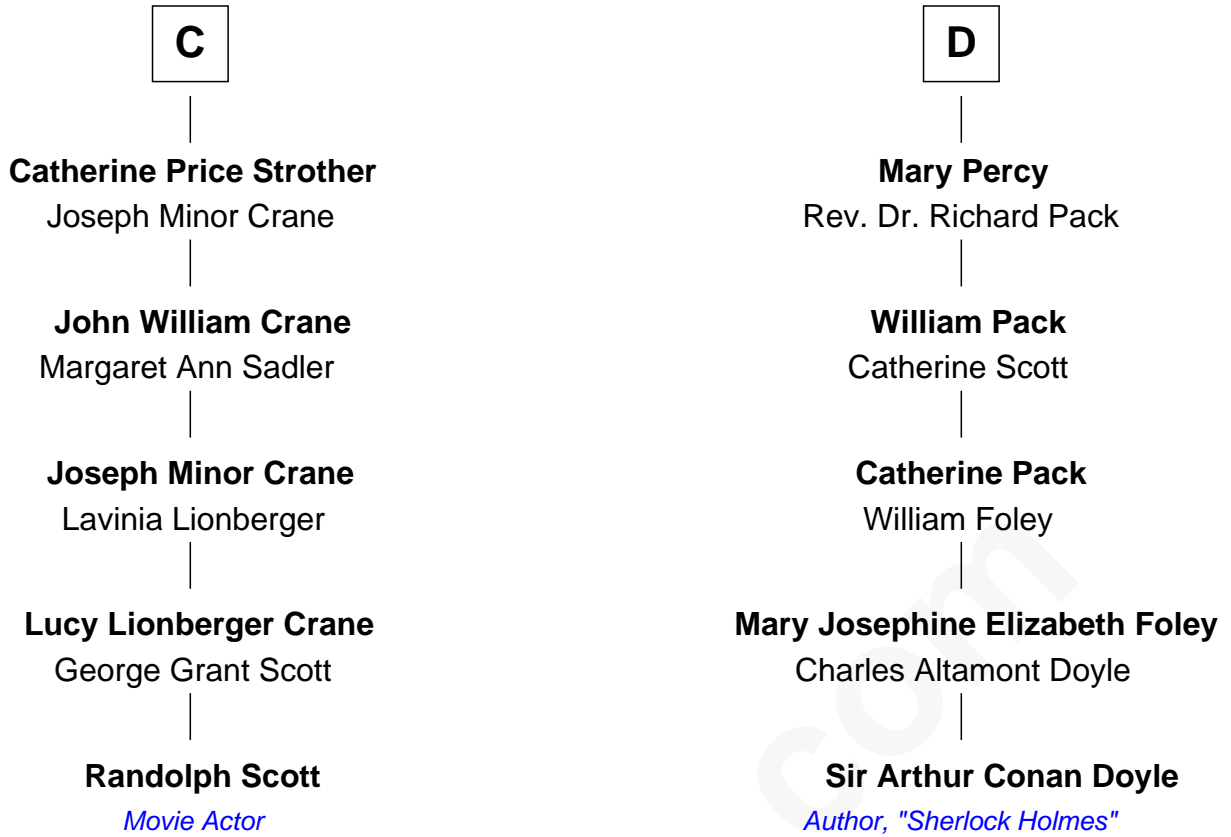 C
Catherine Price Strother
Joseph Minor Crane
John William Crane
Margaret Ann Sadler
Joseph Minor Crane
Lavinia Lionberger
Lucy Lionberger Crane
George Grant Scott
Randolph Scott
Movie Actor
D
Mary Percy
Rev. Dr. Richard Pack
William Pack
Catherine Scott
Catherine Pack
William Foley
Mary Josephine Elizabeth Foley
Charles Altamont Doyle
Sir Arthur Conan Doyle
Author, "Sherlock Holmes"
com